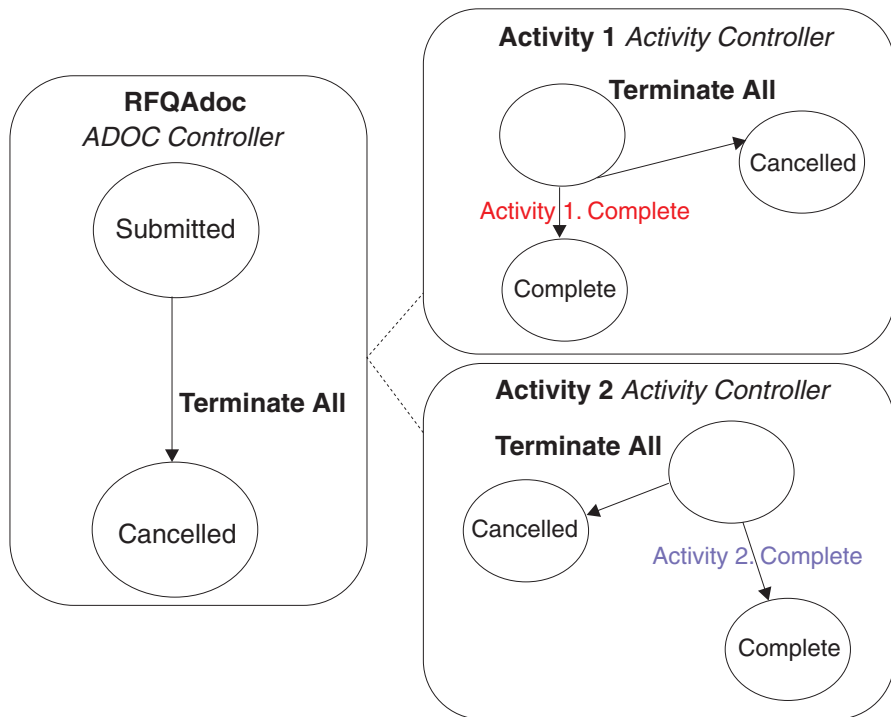 RFQAdoc
ADOC Controller
Submitted
Terminate All
Cancelled
Activity 1 Activity Controller
Terminate All
Cancelled
Activity 1. Complete
Complete
Activity 2 Activity Controller
Terminate All
Cancelled
Activity 2. Complete
Complete